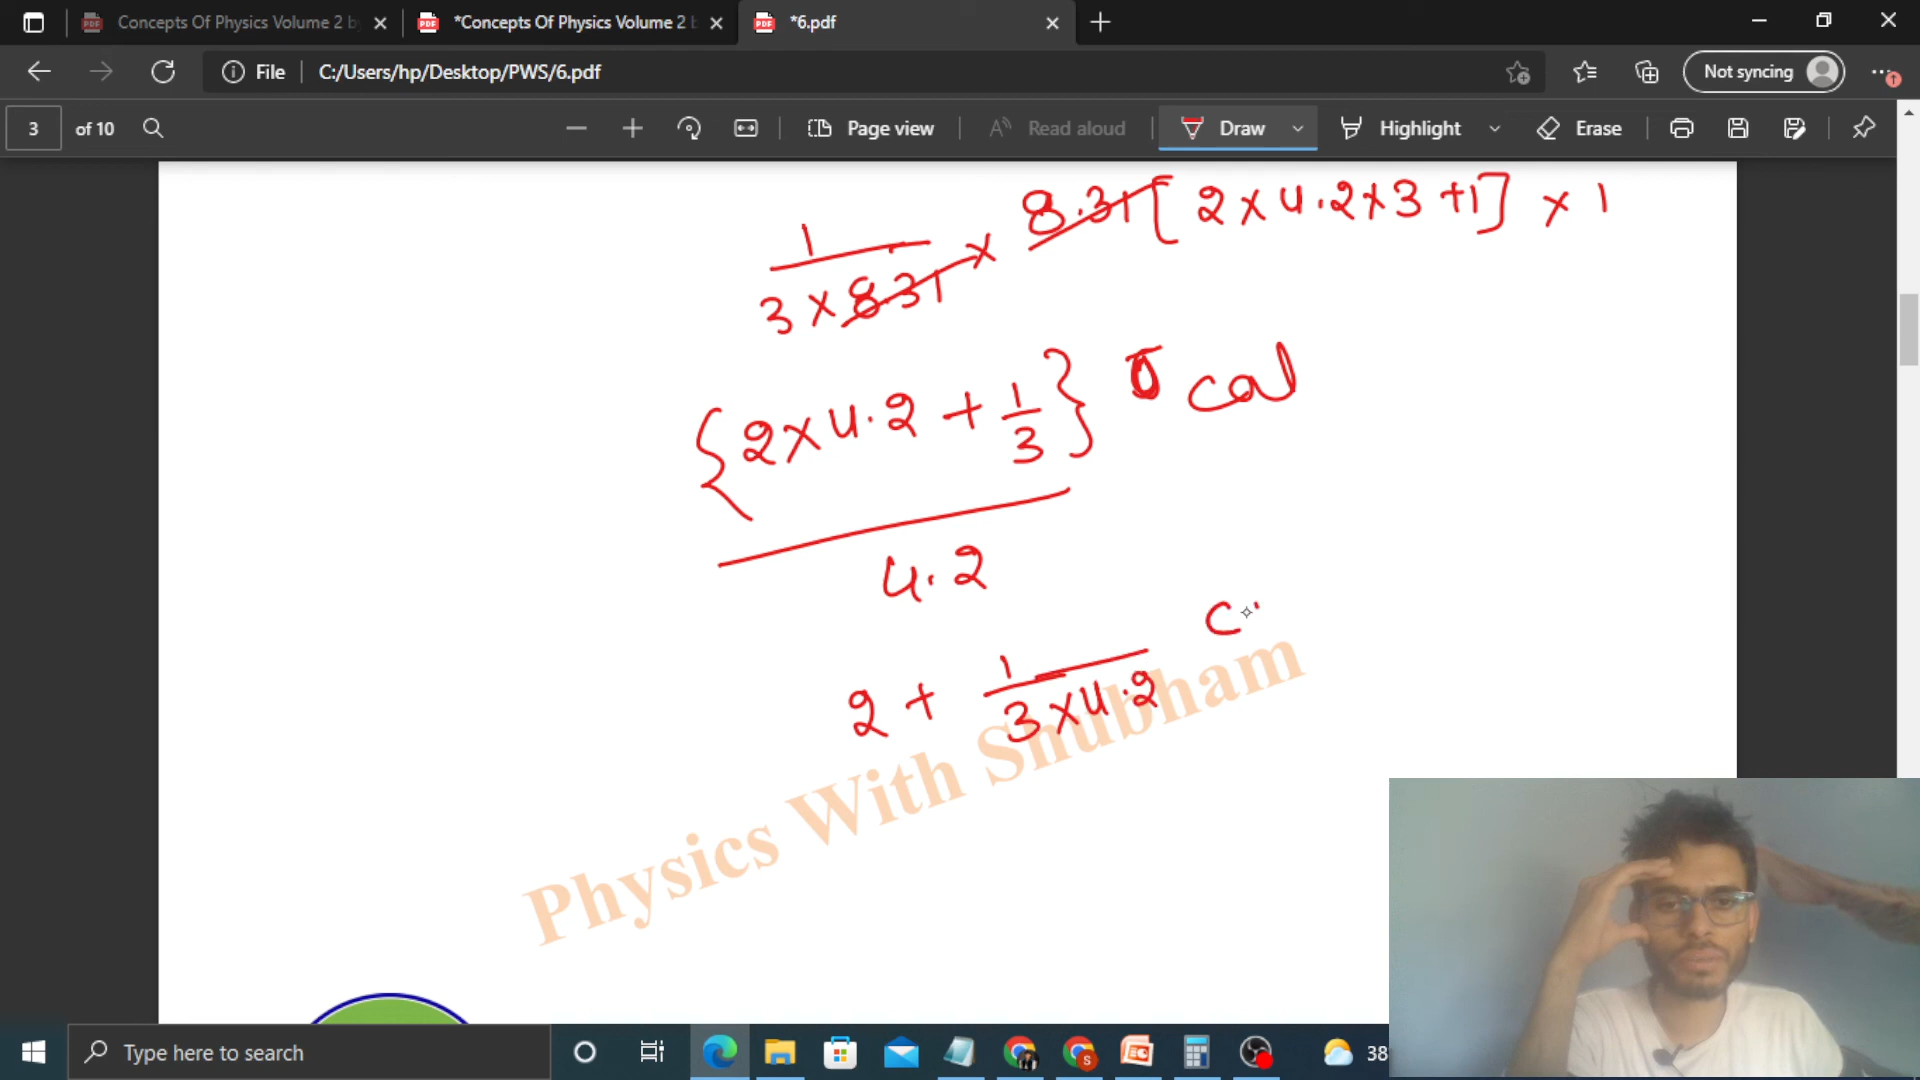 Concepts Of Physics Volume 2 by
*Concepts Of Physics Volume 2 b
*6.pdf
File
C:/Users/hp/Desktop/PWS/6.pdf
Not syncing
3 of 10
Page view
Read aloud
Draw
Highlight
Erase
1 / 3 × 8.31 × 8.31 [ 2 × 4.2 × 3 + 1 ] × 1
{ 2 × 4.2 + 1/3 } cal
4.2
2 + 1 / 3 × 4.2 C
Physics With Shubham
Type here to search
38